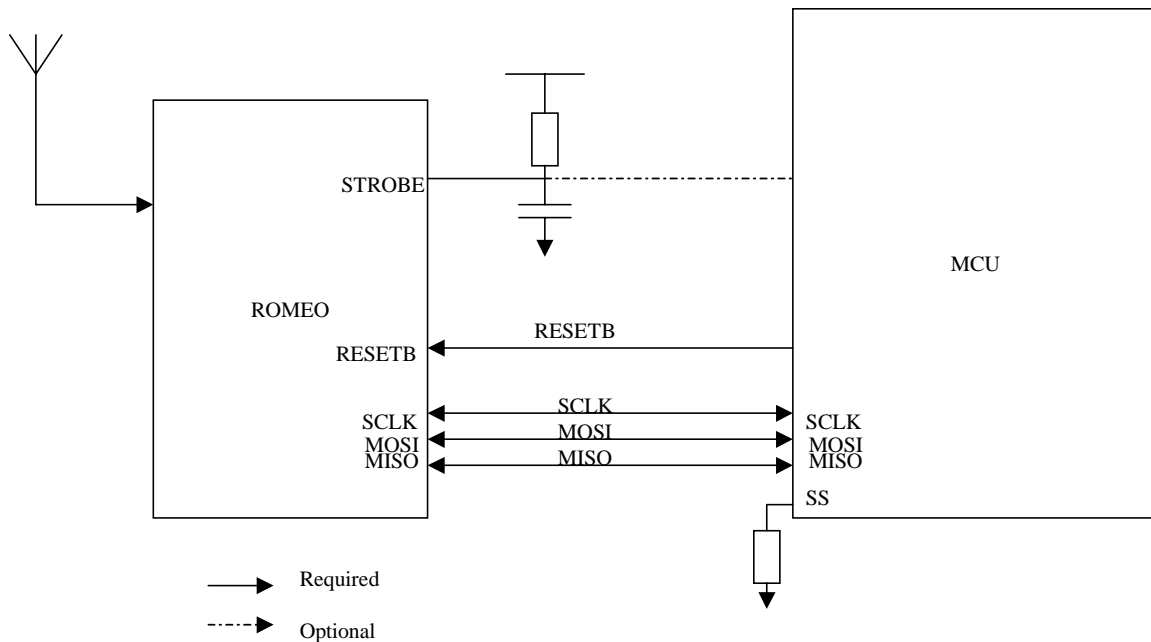 STROBE
MCU
ROMEO
RESETB
RESETB
SCLK
SCLK
SCLK
MOSI
MOSI
MOSI
MISO
MISO
MISO
SS
Required
Optional